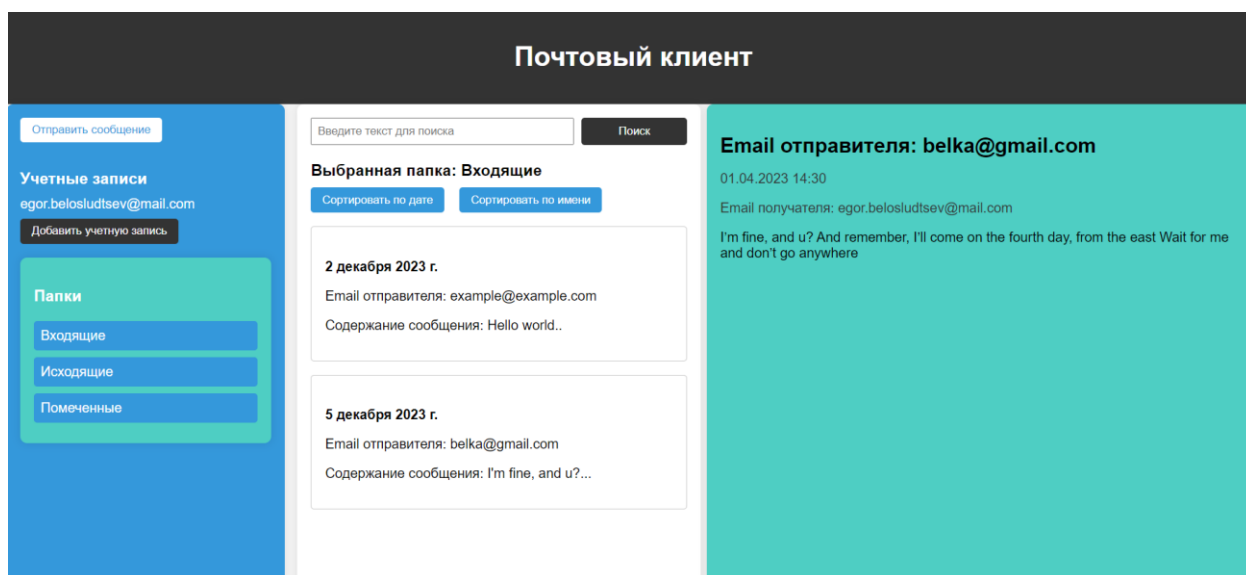 Почтовый клиент
Отправить сообщение
Учетные записи
egor.belosludtsev@mail.com
Добавить учетную запись
Папки
Входящие
Исходящие
Помеченные
Введите текст для поиска
Поиск
Выбранная папка: Входящие
Сортировать по дате
Сортировать по имени
2 декабря 2023 г.
Email отправителя: example@example.com
Содержание сообщения: Hello world..
5 декабря 2023 г.
Email отправителя: belka@gmail.com
Содержание сообщения: I'm fine, and u?...
Email отправителя: belka@gmail.com
01.04.2023 14:30
Email получателя: egor.belosludtsev@mail.com
I'm fine, and u? And remember, I'll come on the fourth day, from the east Wait for me
and don't go anywhere